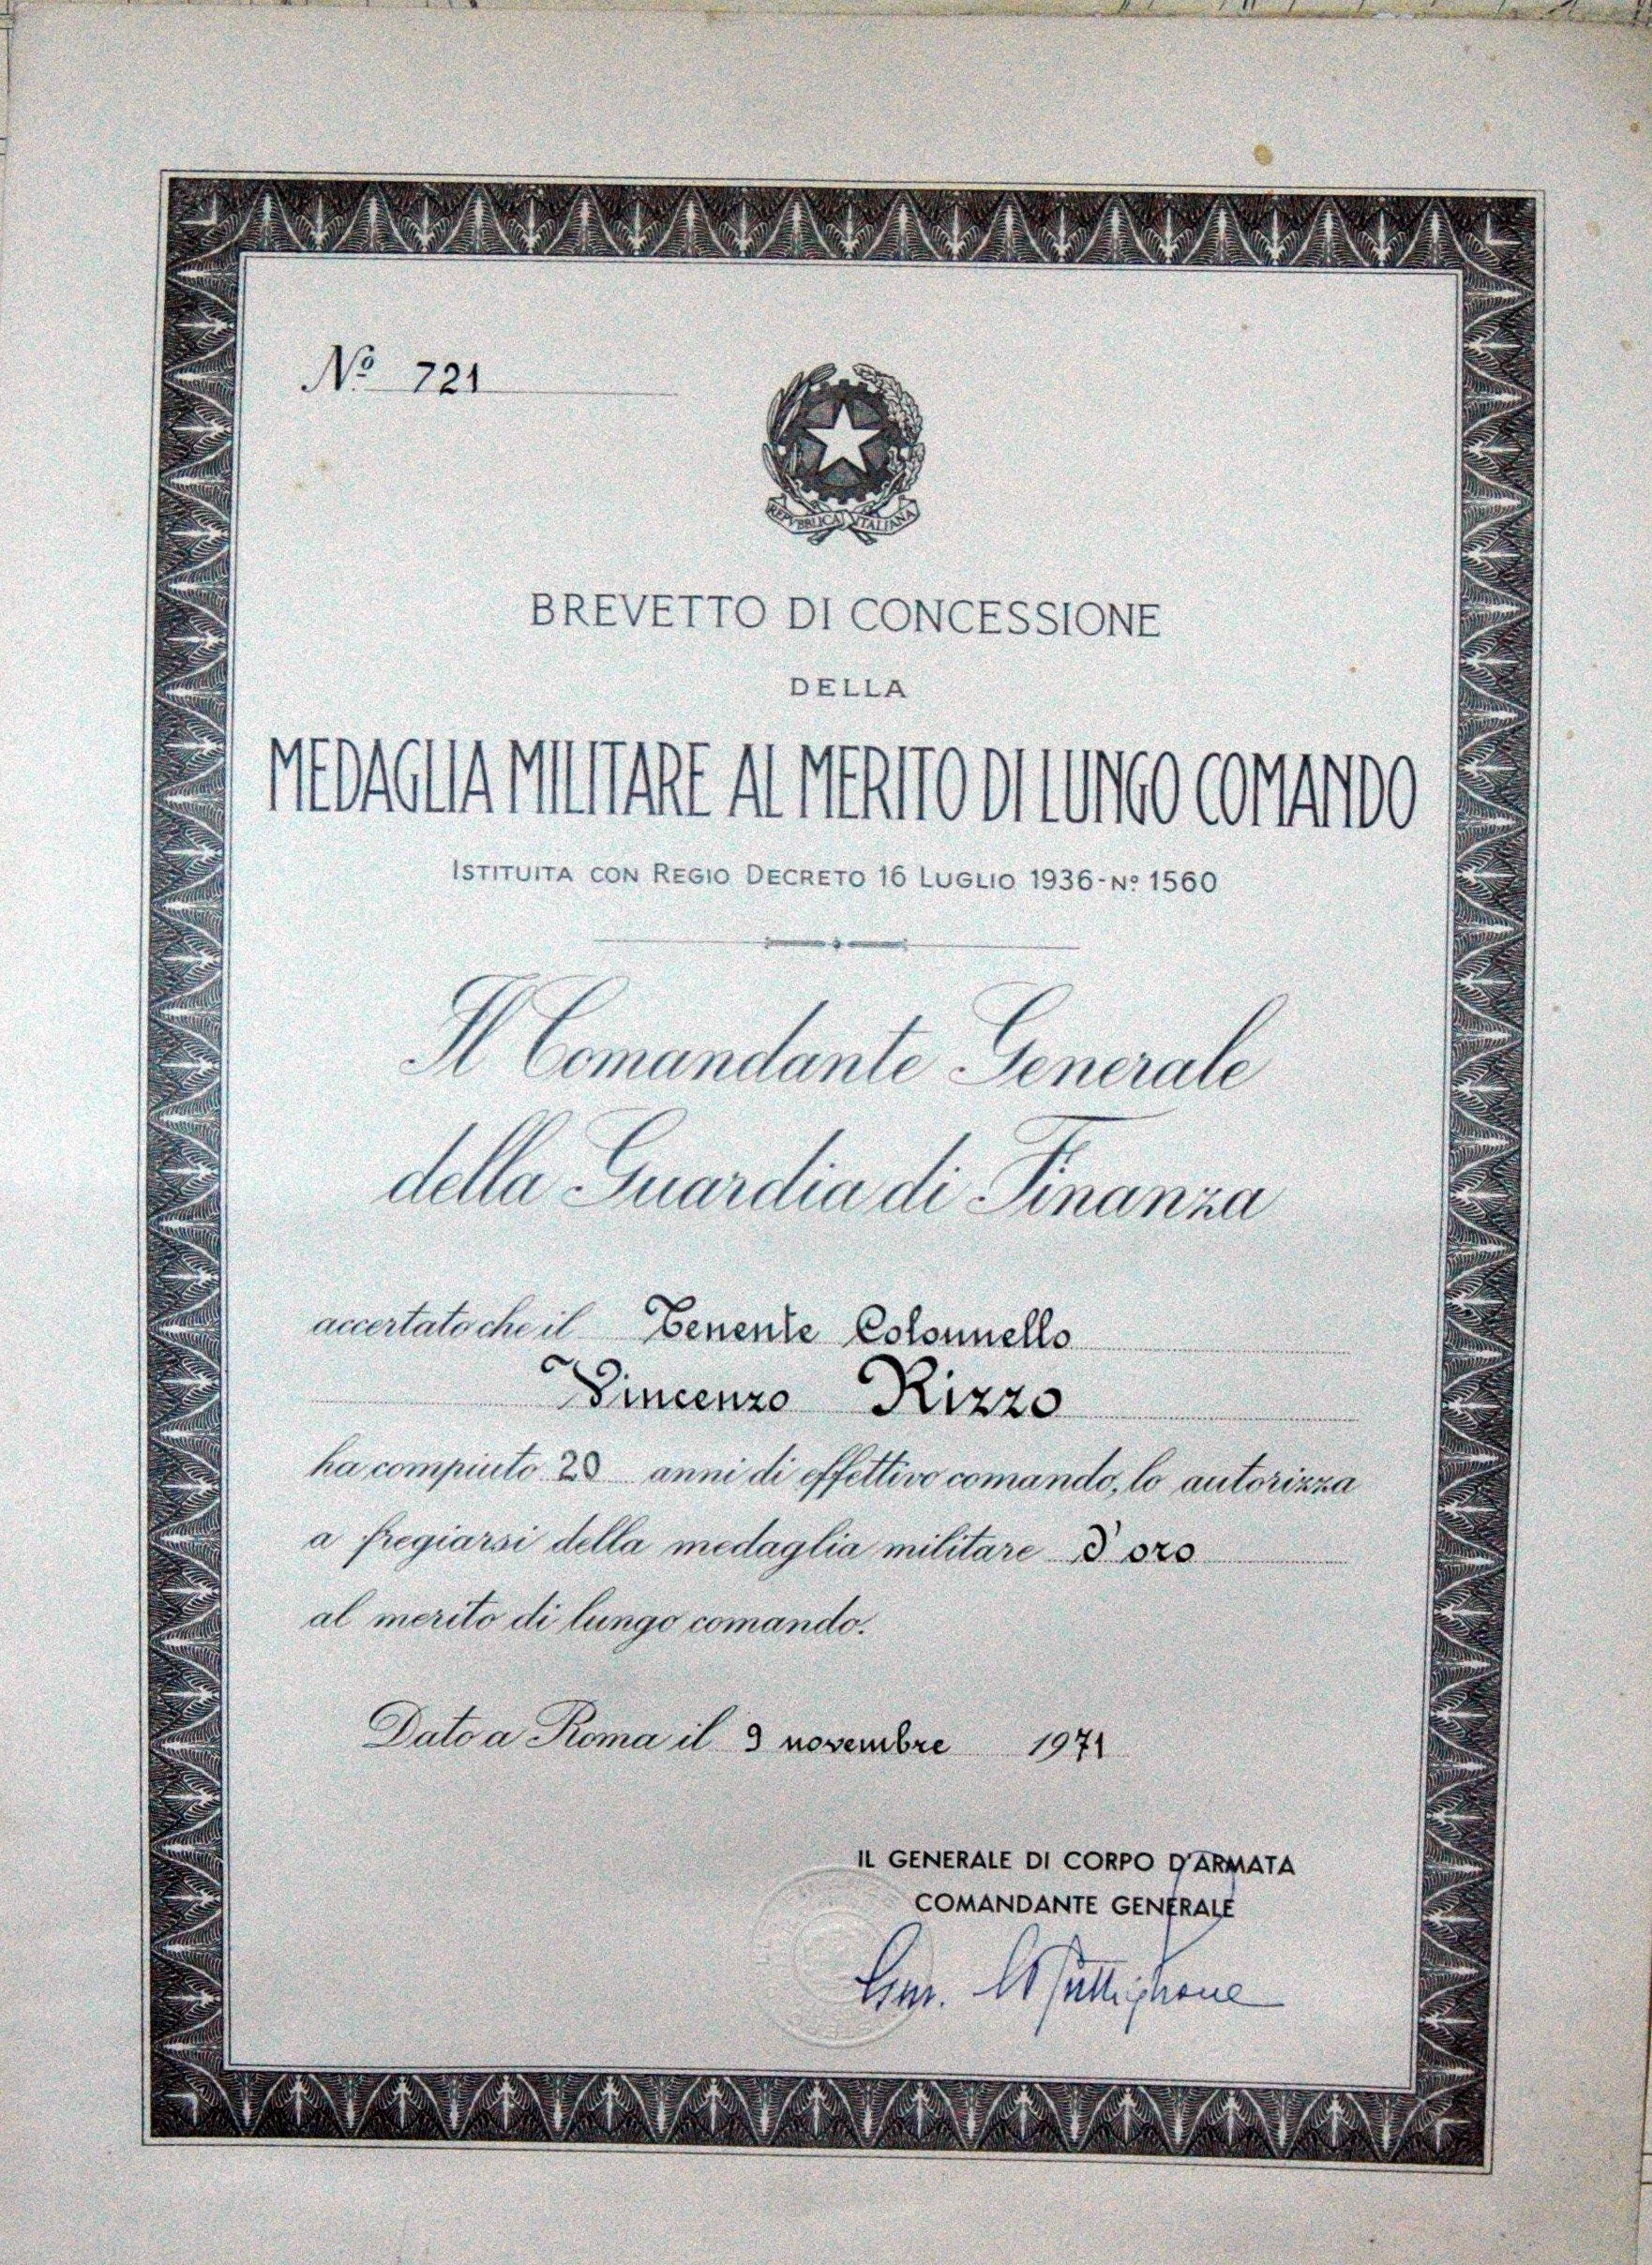 Nº 721
REPVBBLICA ITALIANA
BREVETTO DI CONCESSIONE
DELLA
MEDAGLIA MILITARE AL MERITO DI LUNGO COMANDO
ISTITUITA CON REGIO DECRETO 16 LUGLIO 1936-Nº 1560
Il Comandante Generale
della Guardia di Finanza
accertato che il Tenente Colonnello
Vincenzo Rizzo
ha compiuto 20 anni di effettivo comando, lo autorizza
a fregiarsi della medaglia militare d'oro
al merito di lungo comando.
Dato a Roma il 9 novembre 1971
IL GENERALE DI CORPO D'ARMATA
COMANDANTE GENERALE